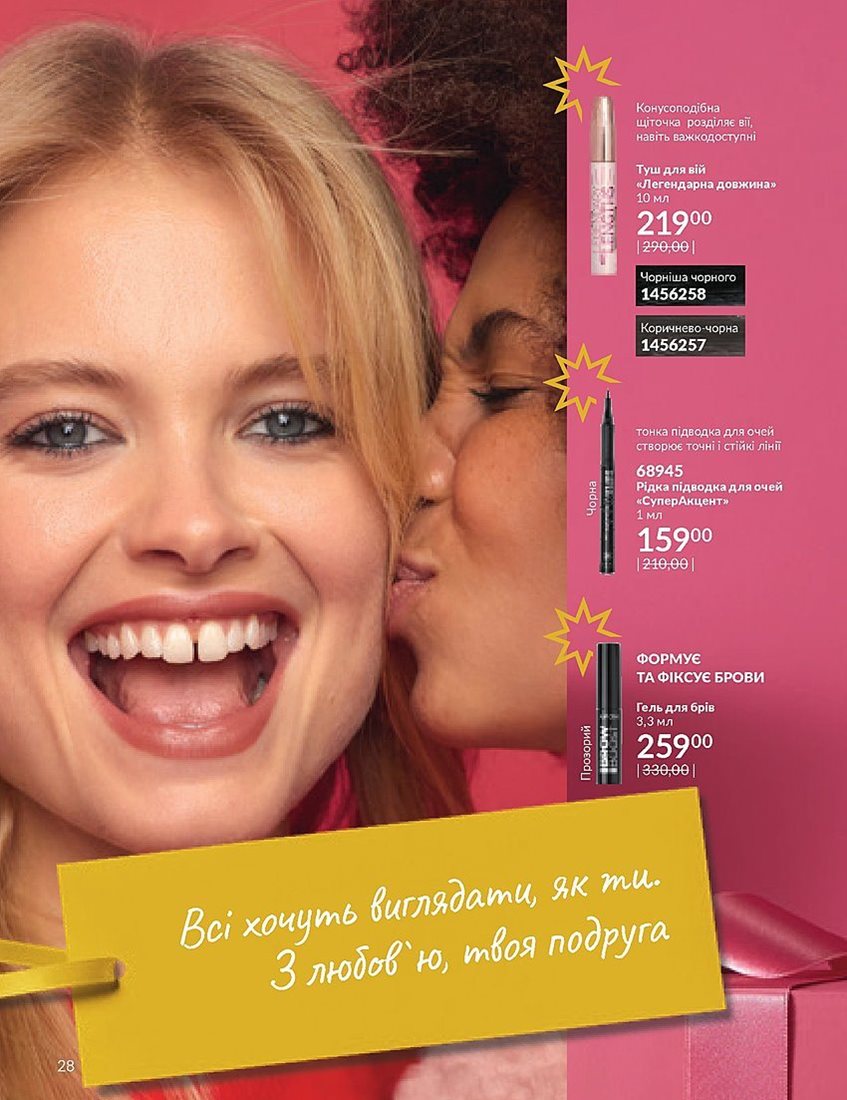 Конусоподібна
щіточка розділяє вії,
навіть важкодоступні
Туш для вій
«Легендарна довжина»
10 мл
219⁰⁰
|290,00|
Чорніша чорного
1456258
Коричнево-чорна
1456257
Чорна
тонка підводка для очей
створює точні і стійкі лінії
68945
Рідка підводка для очей
«СуперАкцент»
1 мл
159⁰⁰
|210,00|
Прозорий
BROW
BOOST
ФОРМУЄ
ТА ФІКСУЄ БРОВИ
Гель для брів
3,3 мл
259⁰⁰
|330,00|
Всі хочуть виглядати, як ти.
З любов`ю, твоя подруга
28